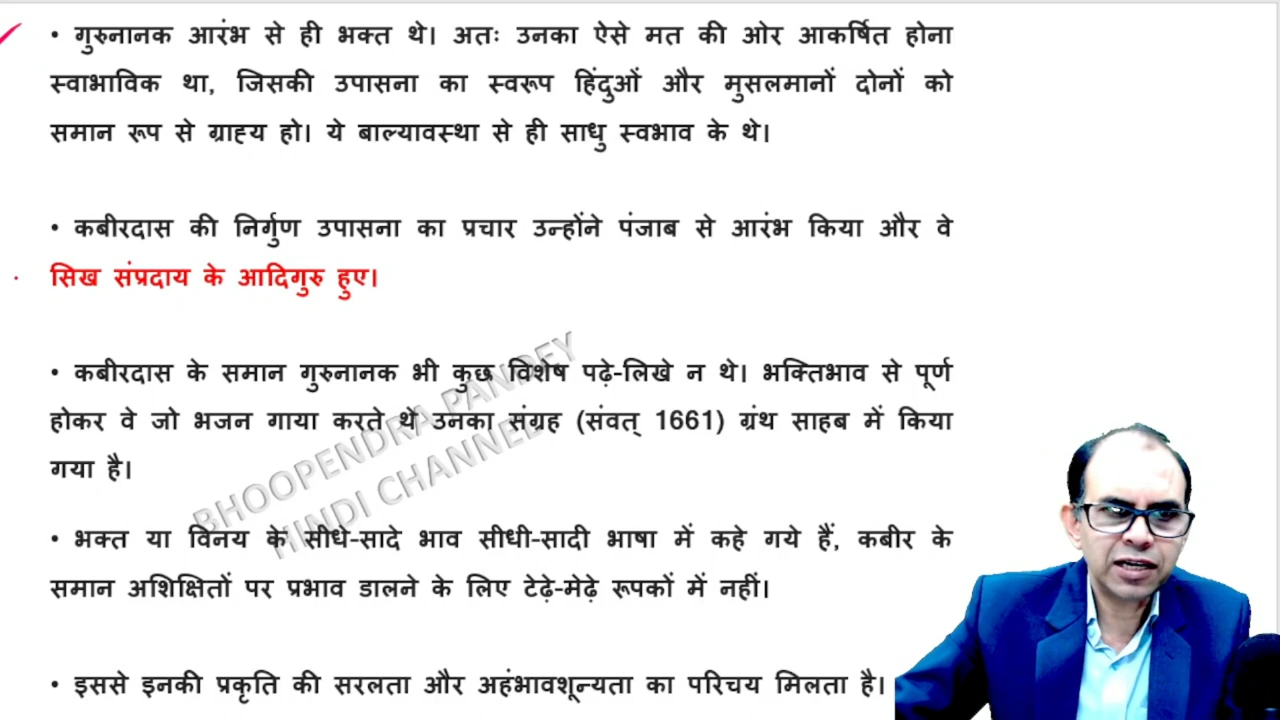 • गुरुनानक आरंभ से ही भक्त थे। अतः उनका ऐसे मत की ओर आकर्षित होना
स्वाभाविक था, जिसकी उपासना का स्वरूप हिंदुओं और मुसलमानों दोनों को
समान रूप से ग्राह्य हो। ये बाल्यावस्था से ही साधु स्वभाव के थे।
• कबीरदास की निर्गुण उपासना का प्रचार उन्होंने पंजाब से आरंभ किया और वे
सिख संप्रदाय के आदिगुरु हुए।
• कबीरदास के समान गुरुनानक भी कुछ विशेष पढ़े-लिखे न थे। भक्तिभाव से पूर्ण
होकर वे जो भजन गाया करते थे उनका संग्रह (संवत् 1661) ग्रंथ साहब में किया
गया है।
• भक्त या विनय के सीधे-सादे भाव सीधी-सादी भाषा में कहे गये हैं, कबीर के
समान अशिक्षितों पर प्रभाव डालने के लिए टेढ़े-मेढ़े रूपकों में नहीं।
• इससे इनकी प्रकृति की सरलता और अहंभावशून्यता का परिचय मिलता है।
BHOOPENDRA PANDEY
HINDI CHANNEL